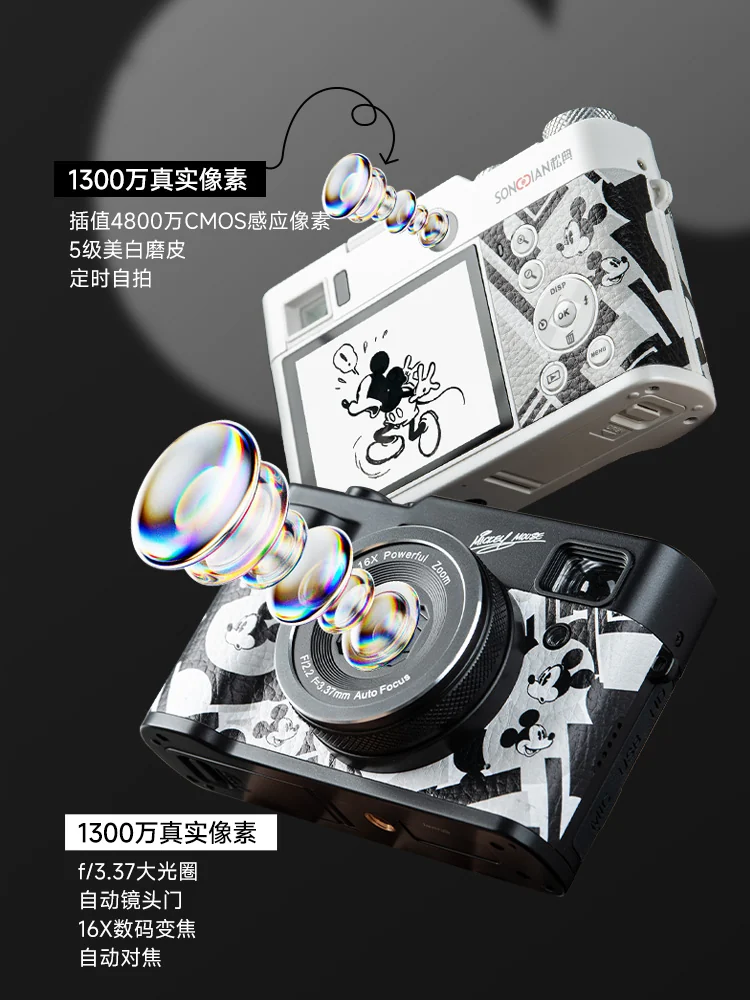 1300万真实像素
插值4800万CMOS感应像素
5级美白磨皮
定时自拍
SONGDIAN松典
DISP
OK
MENU
MICKEY MOUSE
16X Powerful Zoom
F/2.2 f=3.37mm Auto Focus
1300万真实像素
f/3.37大光圈
自动镜头门
16X数码变焦
自动对焦